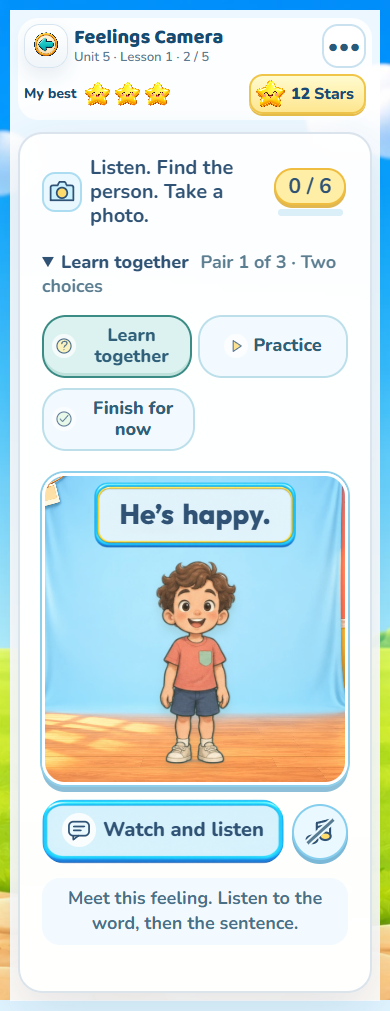 Feelings Camera
Unit 5 · Lesson 1 · 2 / 5
My best
12 Stars
Listen. Find the
person. Take a
photo.
0 / 6
▼ Learn together Pair 1 of 3 · Two
choices
Learn
together
Practice
Finish for
now
He’s happy.
Watch and listen
Meet this feeling. Listen to the
word, then the sentence.